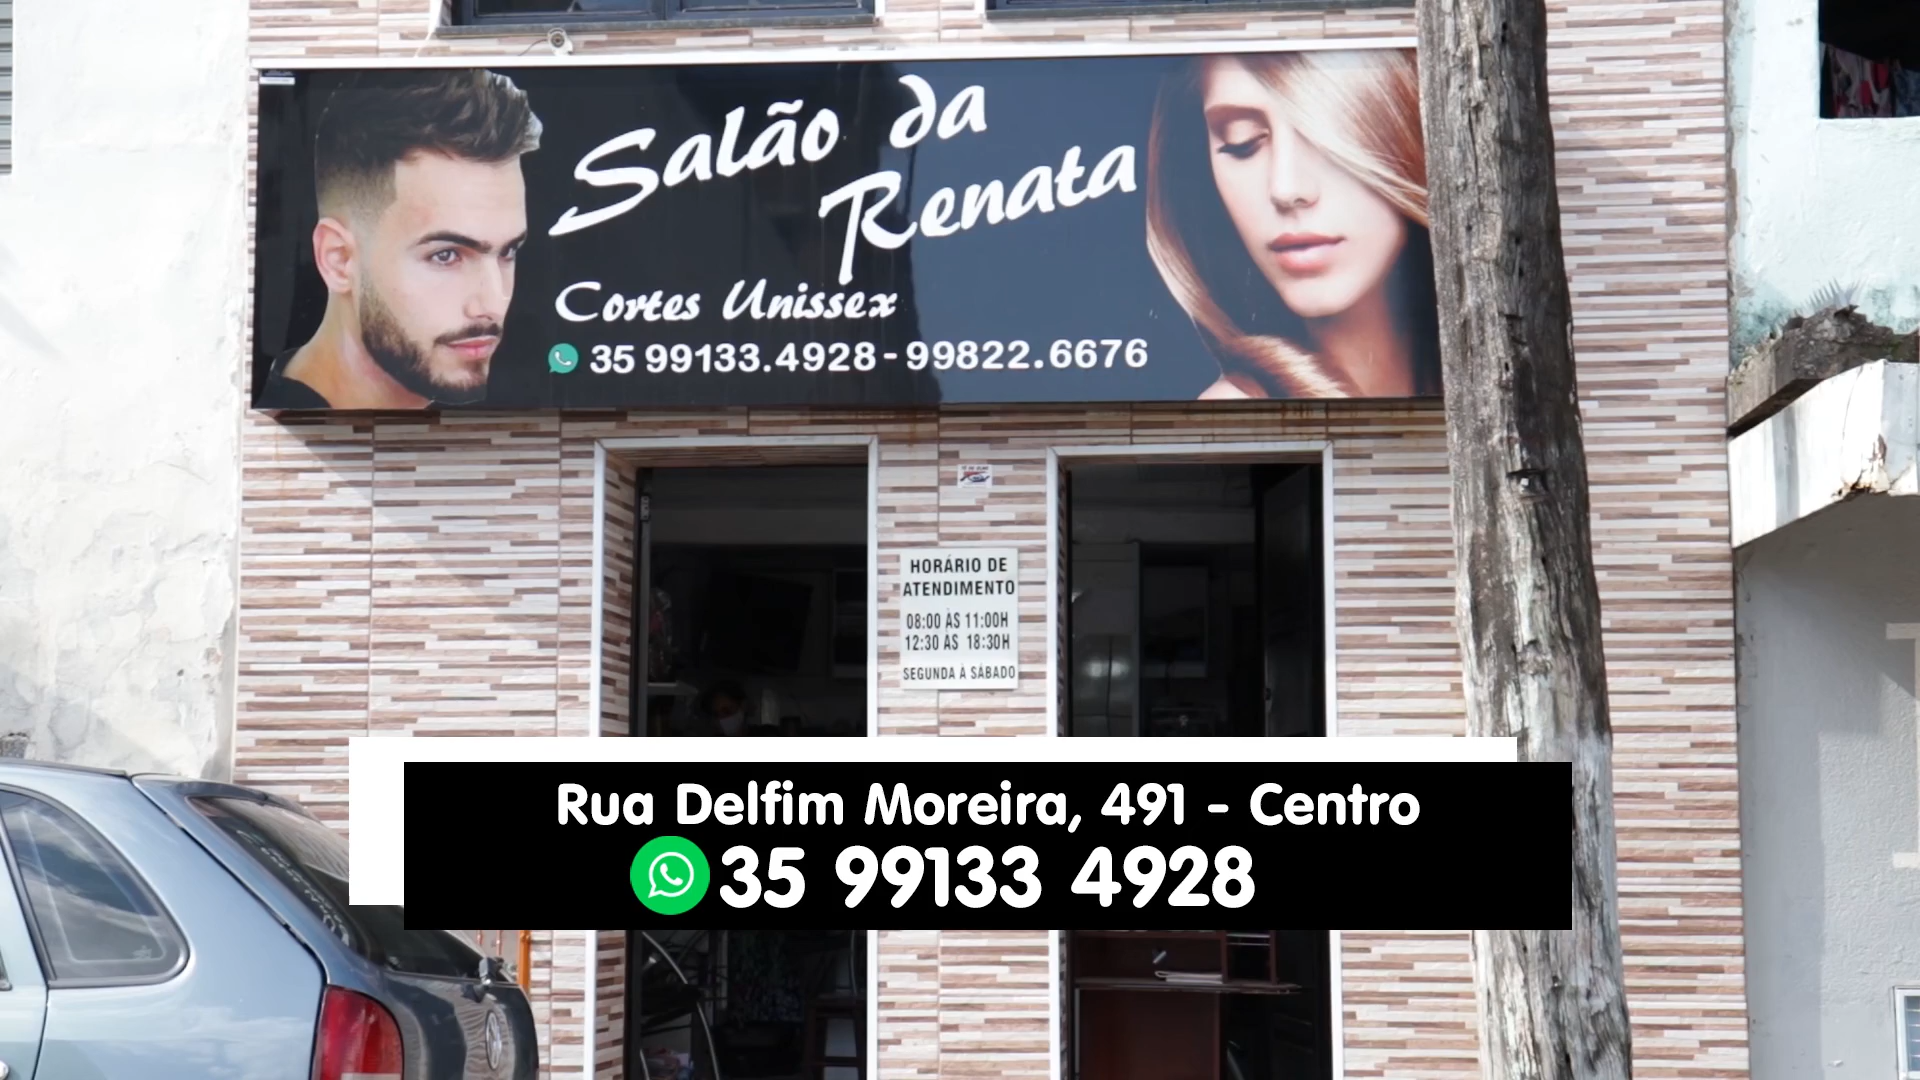 Salão da
Renata
Cortes Unissex
35 99133.4928 - 99822.6676
HORÁRIO DE
ATENDIMENTO
08:00 ÀS 11:00H
12:30 ÀS 18:30H
SEGUNDA À SÁBADO
Rua Delfim Moreira, 491 - Centro
35 99133 4928